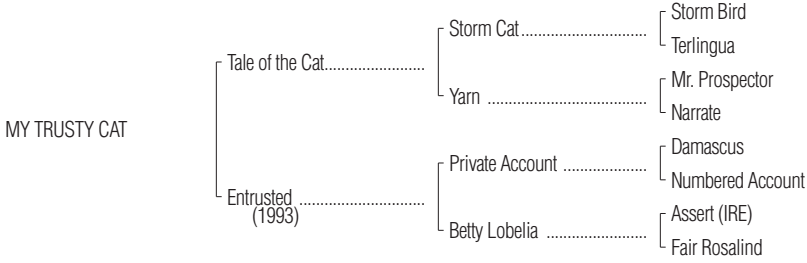 Storm Bird
Storm Cat..............................
Tale of the Cat........................
Terlingua
Mr. Prospector
Yarn ......................................
Narrate
MY TRUSTY CAT
Damascus
Private Account ....................
Entrusted ..............................
(1993)
Numbered Account
Assert (IRE)
Betty Lobelia ........................
Fair Rosalind